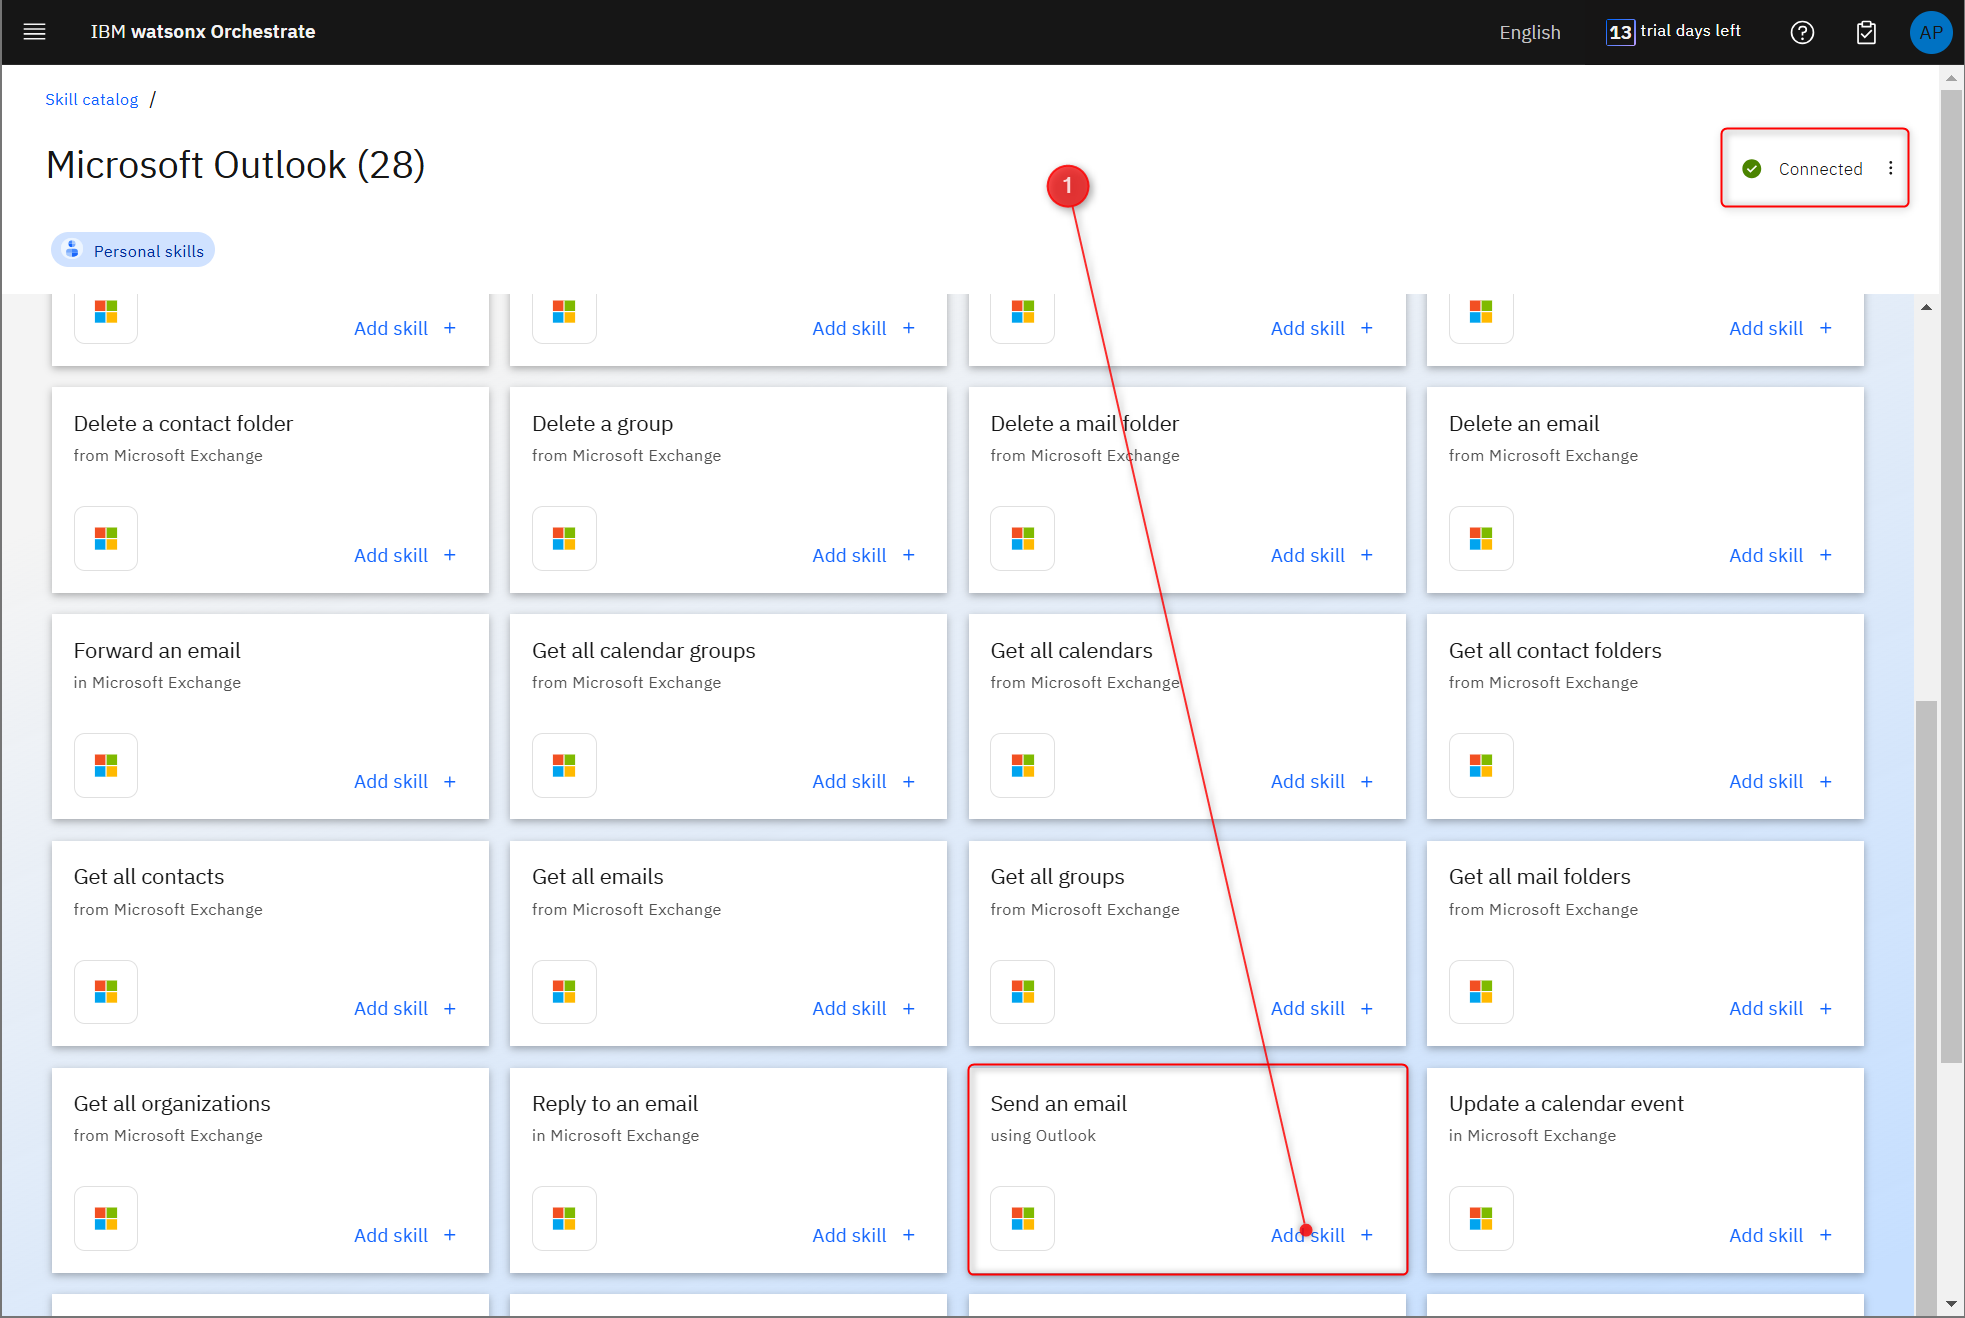 IBM watsonx Orchestrate
English
13 trial days left
AP
Skill catalog /
Microsoft Outlook (28)
1
Connected
Personal skills
Add skill +
Add skill +
Add skill +
Add skill +
Delete a contact folder
from Microsoft Exchange
Add skill +
Delete a group
from Microsoft Exchange
Add skill +
Delete a mail folder
from Microsoft Exchange
Add skill +
Delete an email
from Microsoft Exchange
Add skill +
Forward an email
in Microsoft Exchange
Add skill +
Get all calendar groups
from Microsoft Exchange
Add skill +
Get all calendars
from Microsoft Exchange
Add skill +
Get all contact folders
from Microsoft Exchange
Add skill +
Get all contacts
from Microsoft Exchange
Add skill +
Get all emails
from Microsoft Exchange
Add skill +
Get all groups
from Microsoft Exchange
Add skill +
Get all mail folders
from Microsoft Exchange
Add skill +
Get all organizations
from Microsoft Exchange
Add skill +
Reply to an email
in Microsoft Exchange
Add skill +
Send an email
using Outlook
Add skill +
Update a calendar event
in Microsoft Exchange
Add skill +